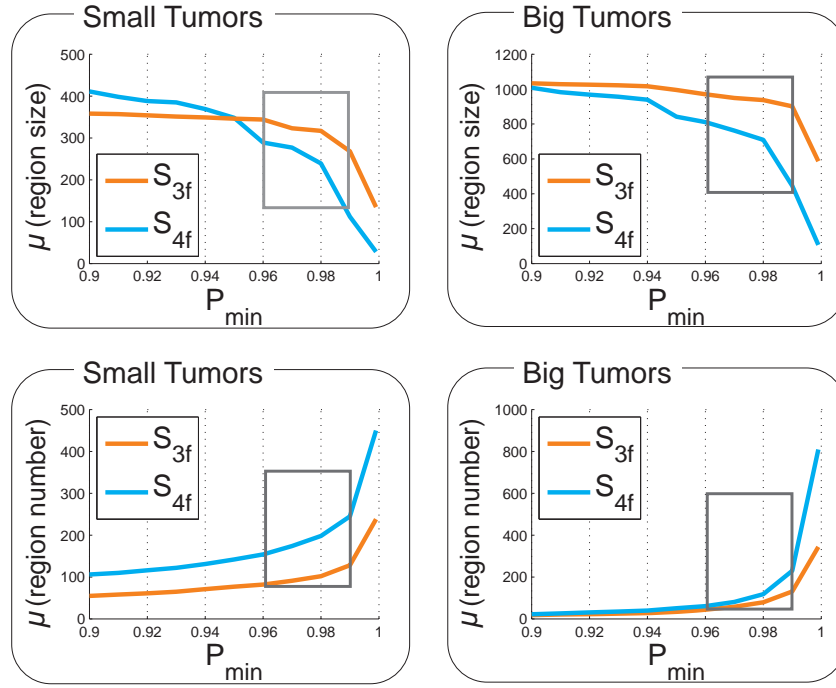 Small Tumors
μ (region size)
500
400
300
200
100
0
S3f
S4f
0.9
0.92
0.94
0.96
0.98
1
Pmin
Big Tumors
μ (region size)
1200
1000
800
600
400
200
0
S3f
S4f
0.9
0.92
0.94
0.96
0.98
1
Pmin
Small Tumors
μ (region number)
500
400
300
200
100
0
S3f
S4f
0.9
0.92
0.94
0.96
0.98
1
Pmin
Big Tumors
μ (region number)
1000
800
600
400
200
0
S3f
S4f
0.9
0.92
0.94
0.96
0.98
1
Pmin